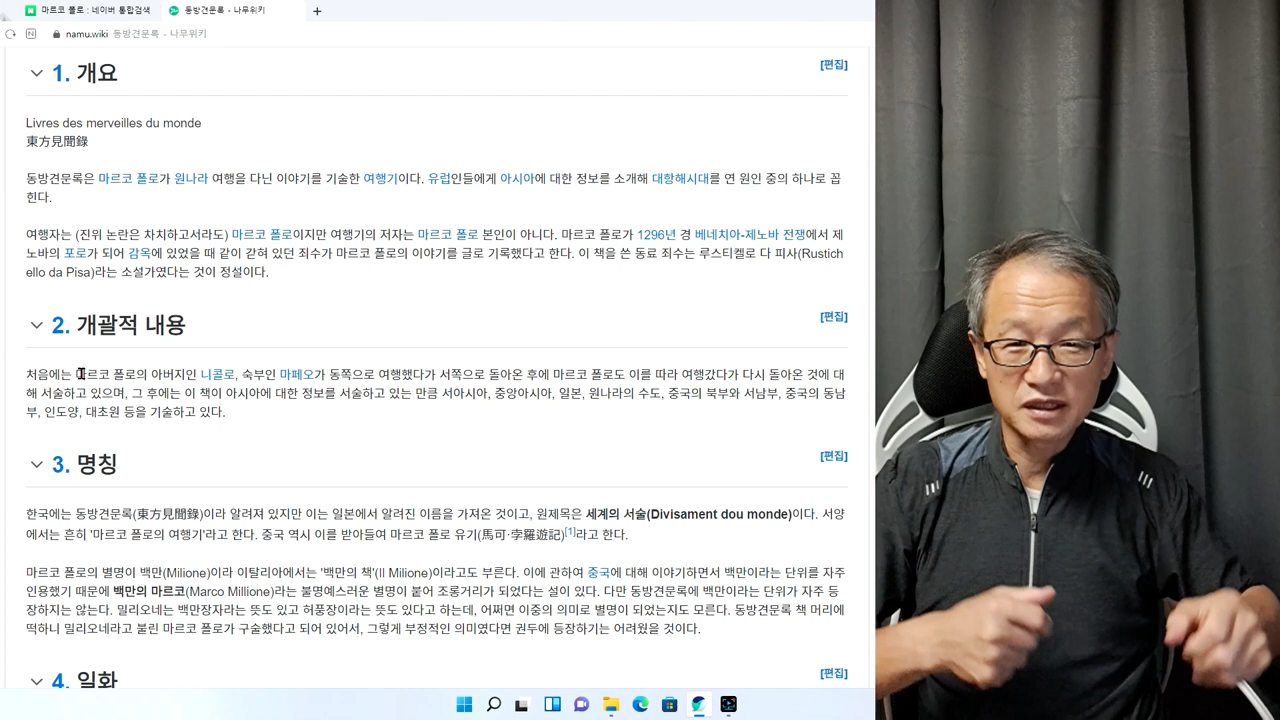 마르코 폴로 : 네이버 통합검색
동방견문록 - 나무위키
namu.wiki 동방견문록 - 나무위키
1. 개요
[편집]
Livres des merveilles du monde
東方見聞錄
동방견문록은 마르코 폴로가 원나라 여행을 다닌 이야기를 기술한 여행기이다. 유럽인들에게 아시아에 대한 정보를 소개해 대항해시대를 연 원인 중의 하나로 꼽
힌다.
여행자는 (진위 논란은 차치하고서라도) 마르코 폴로이지만 여행기의 저자는 마르코 폴로 본인이 아니다. 마르코 폴로가 1296년 경 베네치아-제노바 전쟁에서 제
노바의 포로가 되어 감옥에 있었을 때 같이 갇혀 있던 죄수가 마르코 폴로의 이야기를 글로 기록했다고 한다. 이 책을 쓴 동료 죄수는 루스티켈로 다 피사(Rustich
ello da Pisa)라는 소설가였다는 것이 정설이다.
2. 개괄적 내용
[편집]
처음에는 마르코 폴로의 아버지인 니콜로, 숙부인 마페오가 동쪽으로 여행했다가 서쪽으로 돌아온 후에 마르코 폴로도 이를 따라 여행갔다가 다시 돌아온 것에 대
해 서술하고 있으며, 그 후에는 이 책이 아시아에 대한 정보를 서술하고 있는 만큼 서아시아, 중앙아시아, 일본, 원나라의 수도, 중국의 북부와 서남부, 중국의 동남
부, 인도양, 대초원 등을 기술하고 있다.
3. 명칭
[편집]
한국에는 동방견문록(東方見聞錄)이라 알려져 있지만 이는 일본에서 알려진 이름을 가져온 것이고, 원제목은 세계의 서술(Divisament dou monde)이다. 서양
에서는 흔히 '마르코 폴로의 여행기'라고 한다. 중국 역시 이를 받아들여 마르코 폴로 유기(馬可·孛羅遊記)[1]라고 한다.
마르코 폴로의 별명이 백만(Milione)이라 이탈리아에서는 '백만의 책'(Il Milione)이라고도 부른다. 이에 관하여 중국에 대해 이야기하면서 백만이라는 단위를 자주
인용했기 때문에 백만의 마르코(Marco Millione)라는 불명예스러운 별명이 붙어 조롱거리가 되었다는 설이 있다. 다만 동방견문록에 백만이라는 단위가 자주 등
장하지는 않는다. 밀리오네는 백만장자라는 뜻도 있고 허풍장이라는 뜻도 있다고 하는데, 어쩌면 이중의 의미로 별명이 되었는지도 모른다. 동방견문록 책 머리에
떡하니 밀리오네라고 불린 마르코 폴로가 구술했다고 되어 있어서, 그렇게 부정적인 의미였다면 권두에 등장하기는 어려웠을 것이다.
4. 일화
[편집]